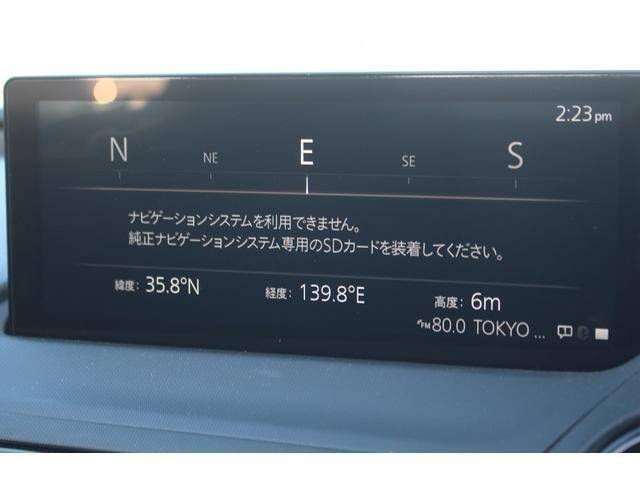 2:23pm
N NE E SE S
ナビゲーションシステムを利用できません。
純正ナビゲーションシステム専用のSDカードを装着してください。
緯度: 35.8°N 経度: 139.8°E 高度: 6m
FM 80.0 TOKYO ...